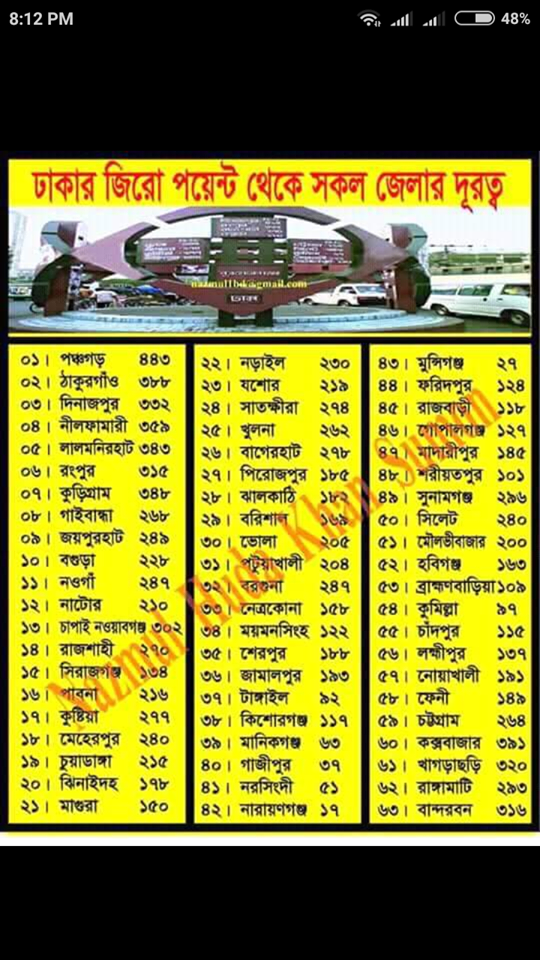 8:12 PM
48%
ঢাকার জিরো পয়েন্ট থেকে সকল জেলার দূরত্ব
ঢাকা
০১। পঞ্চগড় ৪৪৩
০২। ঠাকুরগাঁও ৩৮৮
০৩। দিনাজপুর ৩৩২
০৪। নীলফামারী ৩৫৯
০৫। লালমনিরহাট ৩৪৩
০৬। রংপুর ৩১৫
০৭। কুড়িগ্রাম ৩৪৮
০৮। গাইবান্ধা ২৬৮
০৯। জয়পুরহাট ২৪৯
১০। বগুড়া ২২৮
১১। নওগাঁ ২৪৭
১২। নাটোর ২১০
১৩। চাপাই নওয়াবগঞ্জ ৩০২
১৪। রাজশাহী ২৭০
১৫। সিরাজগঞ্জ ১৩৪
১৬। পাবনা ২১৬
১৭। কুষ্টিয়া ২৭৭
১৮। মেহেরপুর ২৪০
১৯। চুয়াডাঙ্গা ২১৫
২০। ঝিনাইদহ ১৭৮
২১। মাগুরা ১৫০
২২। নড়াইল ২৩০
২৩। যশোর ২১৯
২৪। সাতক্ষীরা ২৭৪
২৫। খুলনা ২৬২
২৬। বাগেরহাট ২৭৮
২৭। পিরোজপুর ১৮৫
২৮। ঝালকাঠি ১৮২
২৯। বরিশাল ১৬৯
৩০। ভোলা ২০৫
৩১। পটুয়াখালী ২০৪
৩২। বরগুনা ২৪৭
৩৩। নেত্রকোনা ১৫৮
৩৪। ময়মনসিংহ ১২২
৩৫। শেরপুর ১৮৮
৩৬। জামালপুর ১৯৩
৩৭। টাঙ্গাইল ৯২
৩৮। কিশোরগঞ্জ ১১৭
৩৯। মানিকগঞ্জ ৬৩
৪০। গাজীপুর ৩৭
৪১। নরসিংদী ৫১
৪২। নারায়ণগঞ্জ ১৭
৪৩। মুন্সিগঞ্জ ২৭
৪৪। ফরিদপুর ১২৪
৪৫। রাজবাড়ী ১১৮
৪৬। গোপালগঞ্জ ১২৭
৪৭। মাদারীপুর ১৪৫
৪৮। শরীয়তপুর ১০১
৪৯। সুনামগঞ্জ ২৯৬
৫০। সিলেট ২৪০
৫১। মৌলভীবাজার ২০০
৫২। হবিগঞ্জ ১৬৩
৫৩। ব্রাহ্মণবাড়িয়া ১০৯
৫৪। কুমিল্লা ৯৭
৫৫। চাঁদপুর ১১৫
৫৬। লহ্মীপুর ১৩৭
৫৭। নোয়াখালী ১৯১
৫৮। ফেনী ১৪৯
৫৯। চট্টগ্রাম ২৬৪
৬০। কক্সবাজার ৩৯১
৬১। খাগড়াছড়ি ৩২০
৬২। রাঙ্গামাটি ২৯৩
৬৩। বান্দরবন ৩১৬
Nazmul Huda Khan Suman